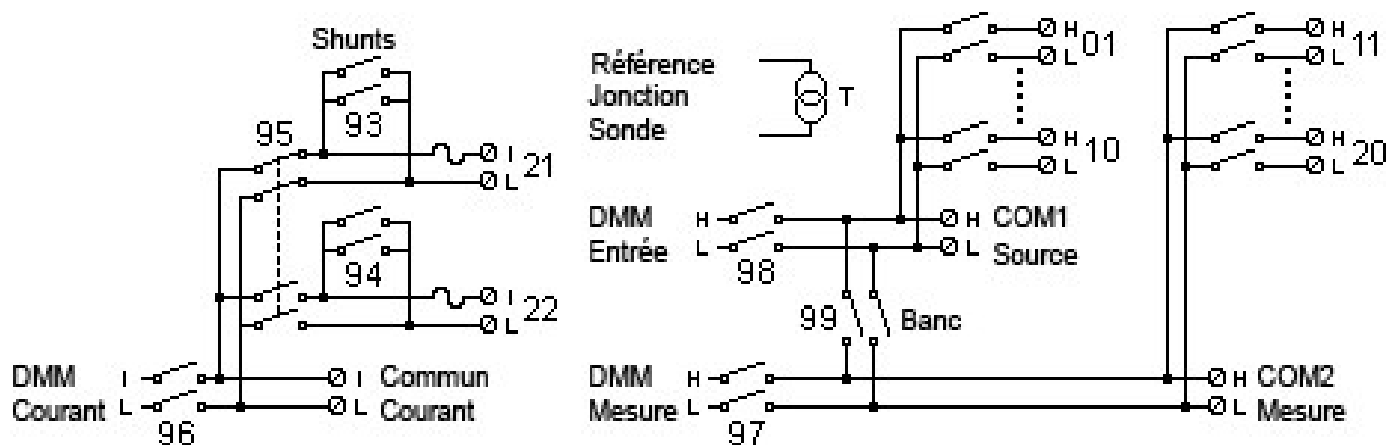 Shunts
93
95
I
L
21
94
I
L
22
DMM I
Courant L
96
I Commun
L Courant
Référence
Jonction
Sonde
T
H
L
01
H
L
10
H
L
11
H
L
20
DMM H
Entrée L
98
H COM1
L Source
99
Banc
DMM H
Mesure L
97
H COM2
L Mesure